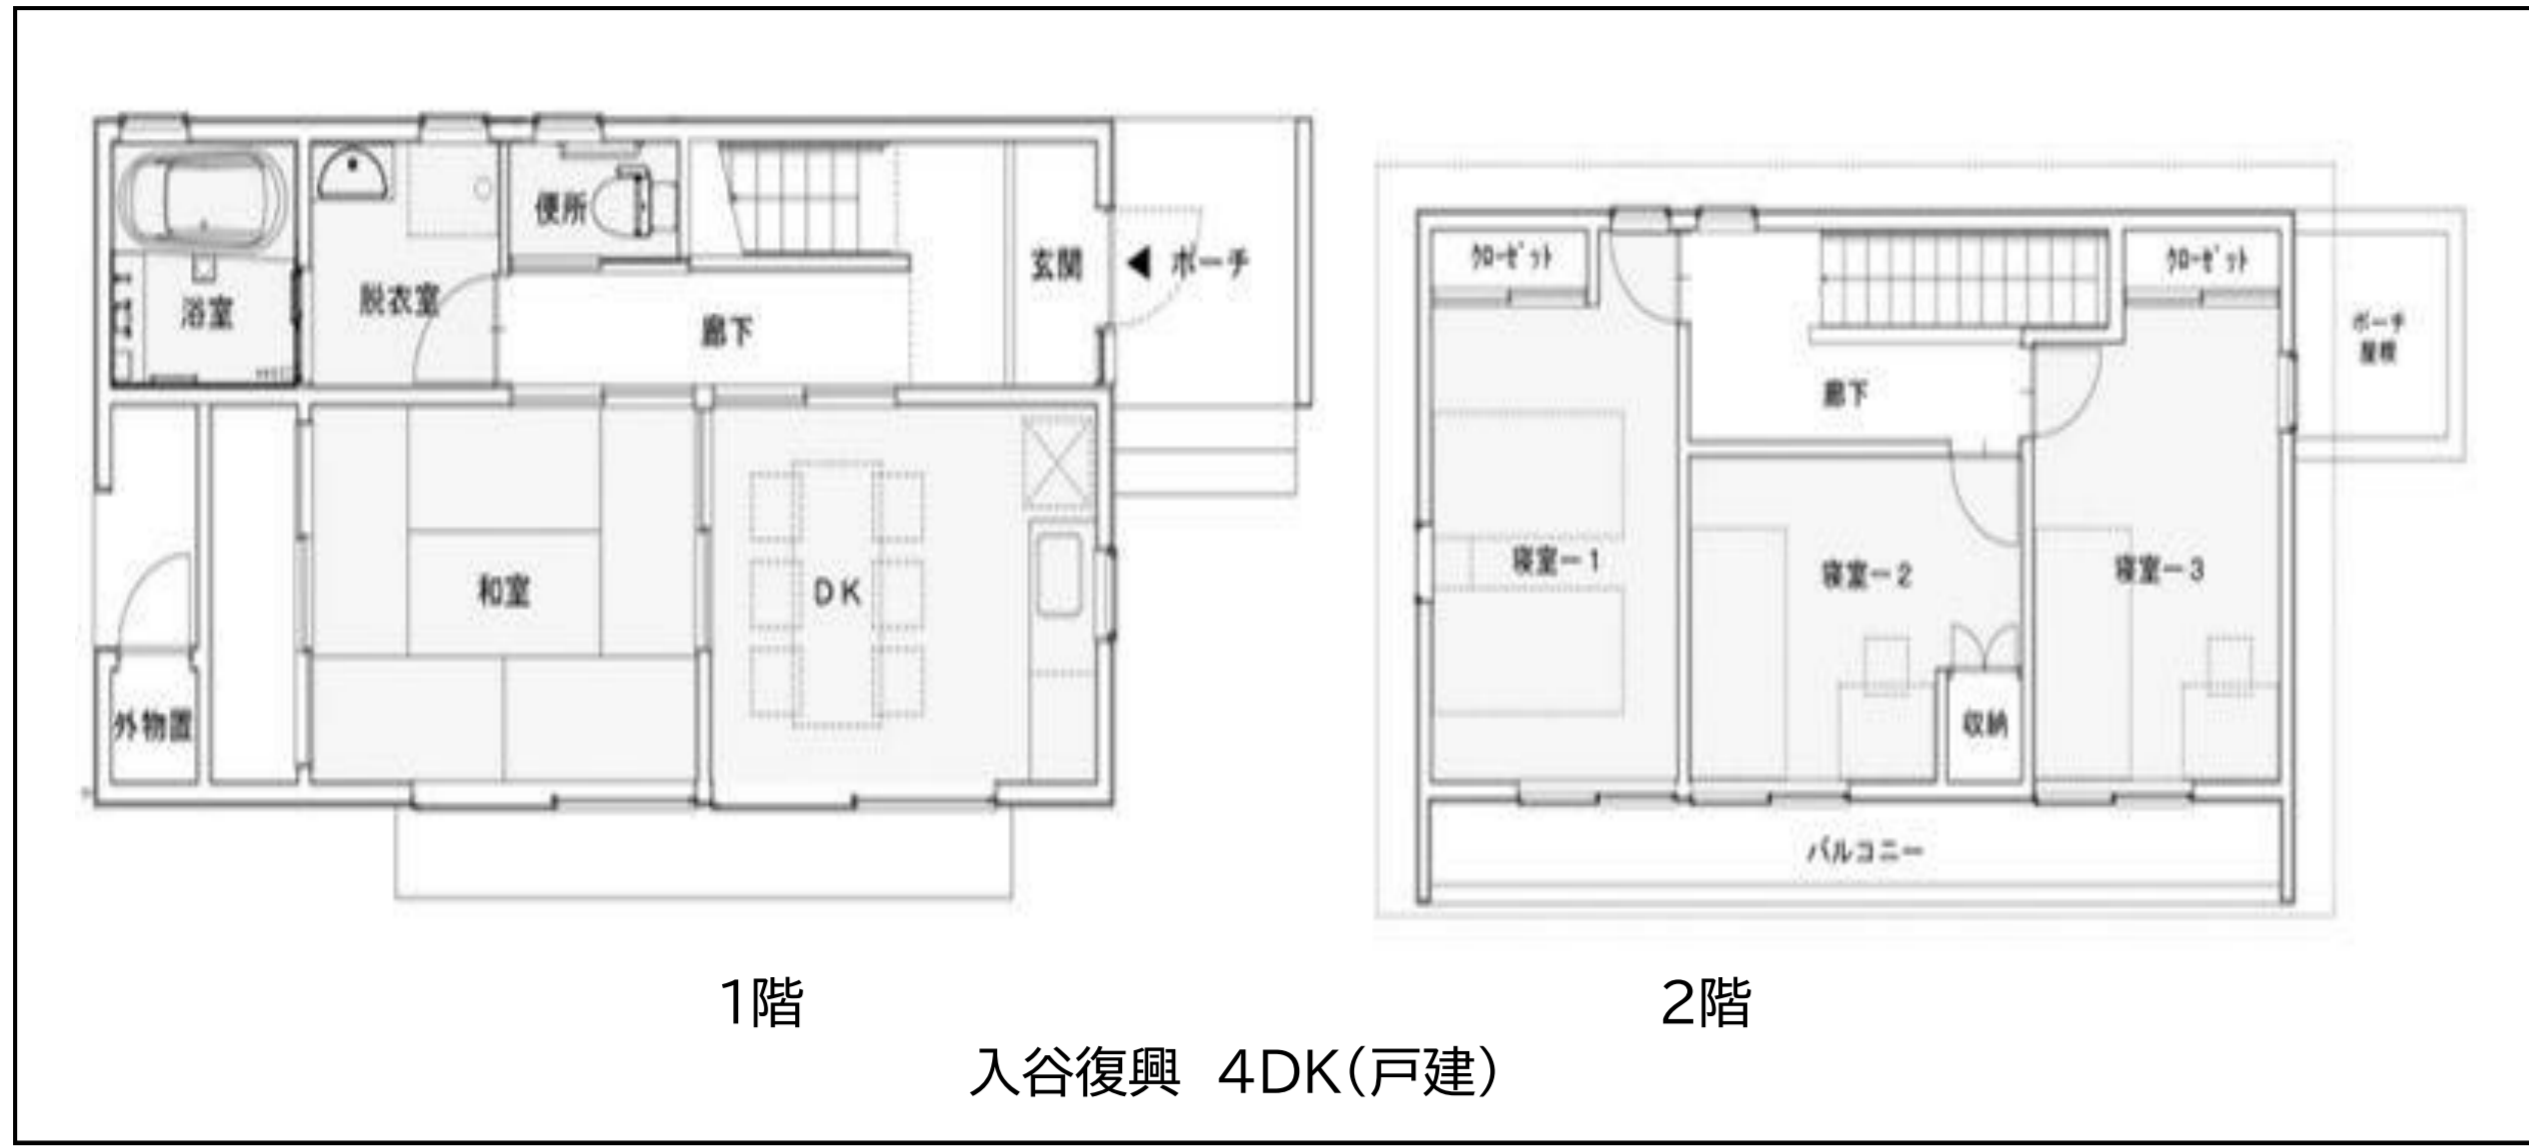 便所
玄関
◀ ポーチ
浴室
脱衣室
廊下
和室
DK
外物置
クローゼット
クローゼット
ポーチ
屋根
廊下
寝室-1
寝室-2
寝室-3
収納
バルコニー
1階
2階
入谷復興 4DK(戸建)